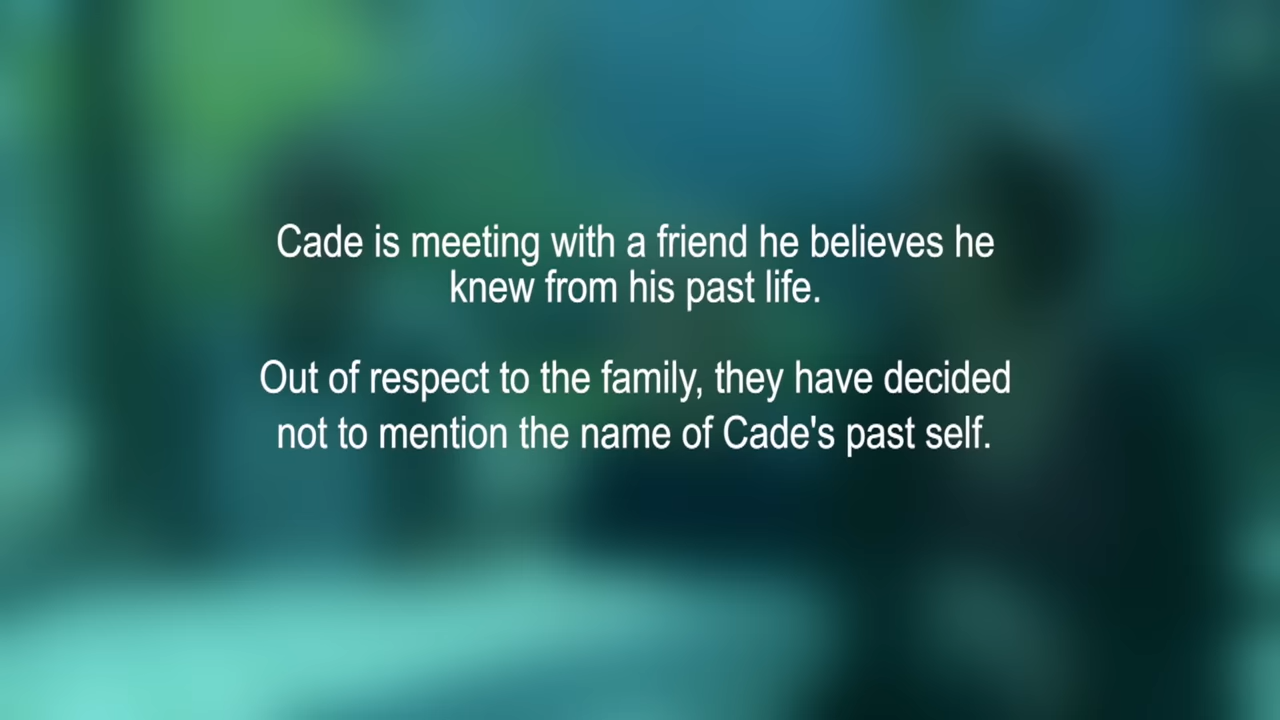 Cade is meeting with a friend he believes he
knew from his past life.
Out of respect to the family, they have decided
not to mention the name of Cade's past self.